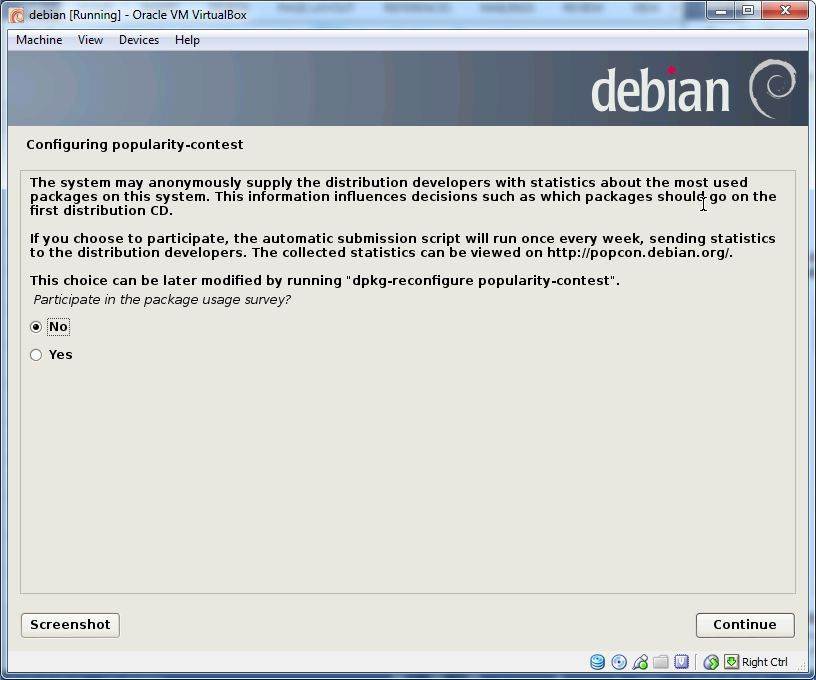 debian [Running] - Oracle VM VirtualBox
Machine View Devices Help
debian
Configuring popularity-contest
The system may anonymously supply the distribution developers with statistics about the most used
packages on this system. This information influences decisions such as which packages should go on the
first distribution CD.
If you choose to participate, the automatic submission script will run once every week, sending statistics
to the distribution developers. The collected statistics can be viewed on http://popcon.debian.org/.
This choice can be later modified by running "dpkg-reconfigure popularity-contest".
Participate in the package usage survey?
No
Yes
Screenshot
Continue
Right Ctrl